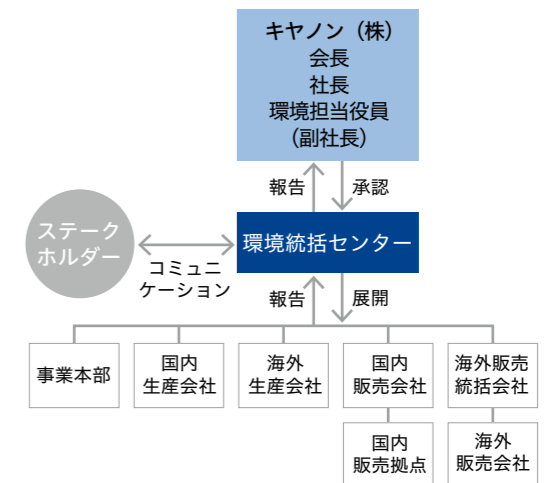 キヤノン（株）
会長
社長
環境担当役員
（副社長）
報告
承認
ステーク
ホルダー
環境統括センター
コミュニ
ケーション
報告
展開
事業本部
国内
生産会社
海外
生産会社
国内
販売会社
海外販売
統括会社
国内
販売拠点
海外
販売会社